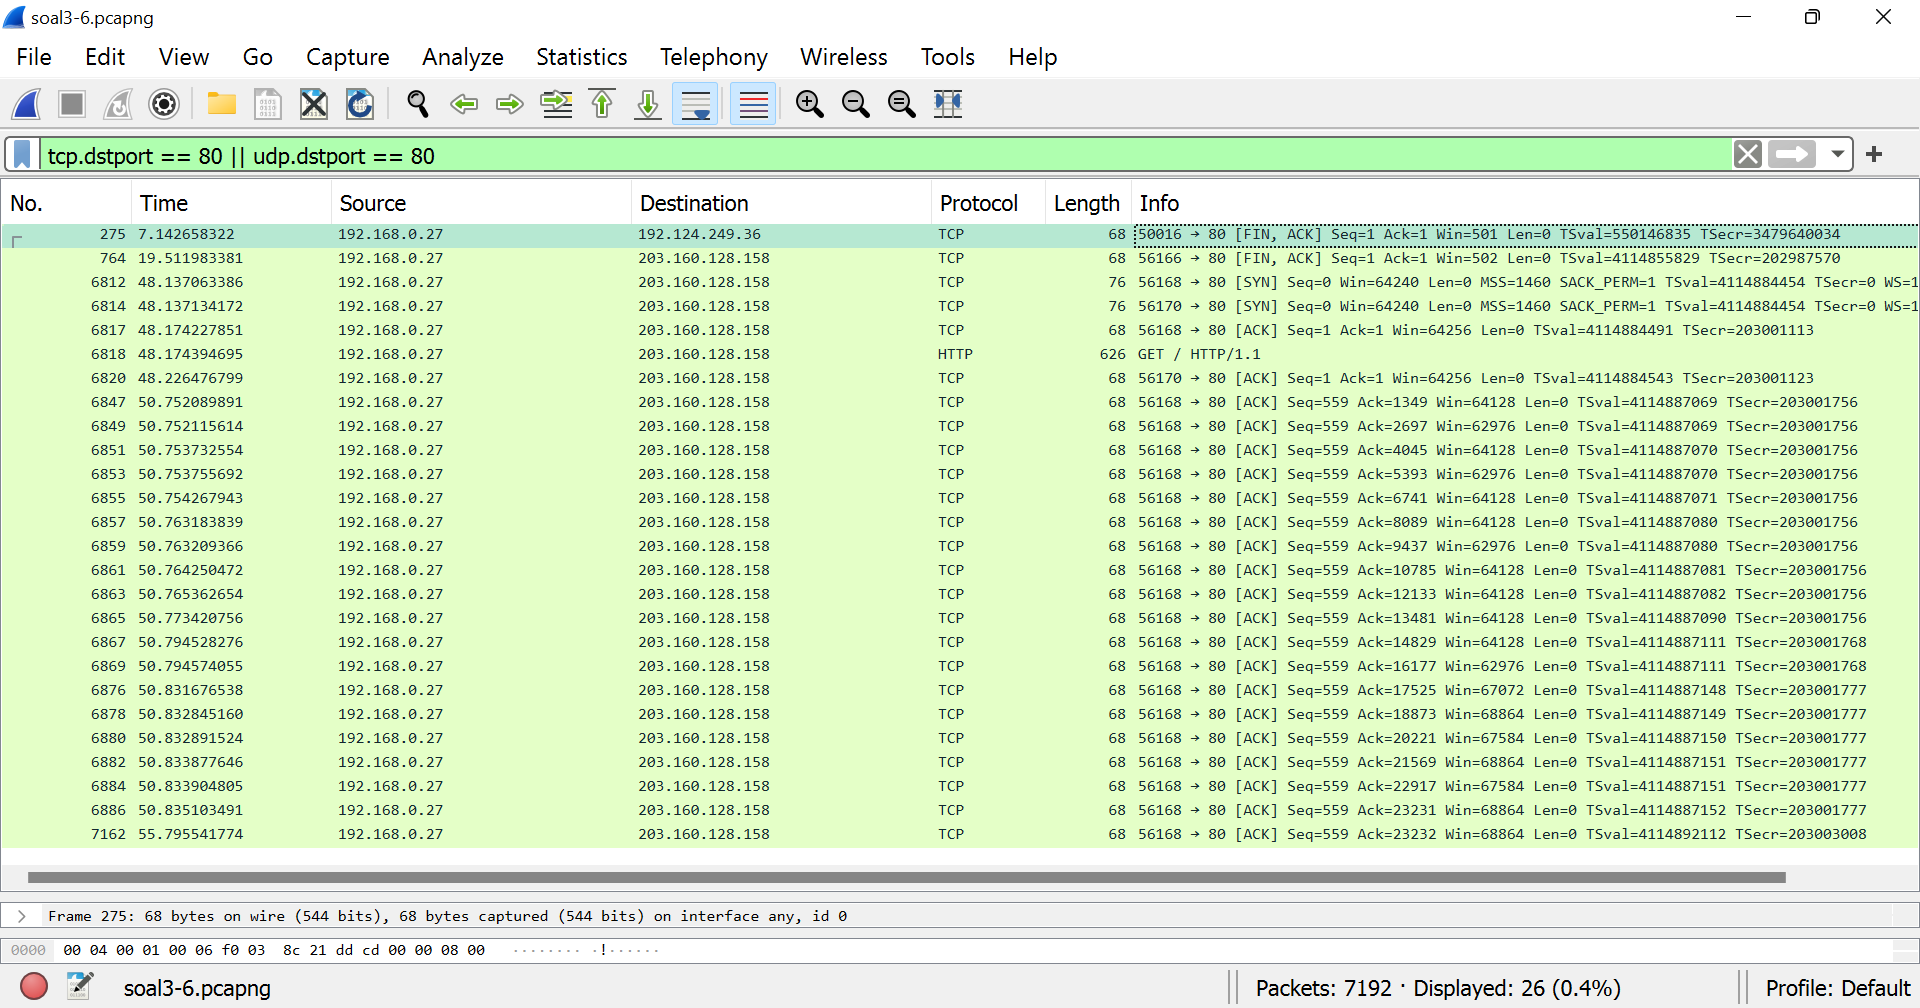 soal3-6.pcapng
File Edit View Go Capture Analyze Statistics Telephony Wireless Tools Help
tcp.dstport == 80 || udp.dstport == 80
No. Time Source Destination Protocol Length Info
275 7.142658322 192.168.0.27 192.124.249.36 TCP 68 50016 → 80 [FIN, ACK] Seq=1 Ack=1 Win=501 Len=0 TSval=550146835 TSecr=3479640034
764 19.511983381 192.168.0.27 203.160.128.158 TCP 68 56166 → 80 [FIN, ACK] Seq=1 Ack=1 Win=502 Len=0 TSval=4114855829 TSecr=202987570
6812 48.137063386 192.168.0.27 203.160.128.158 TCP 76 56168 → 80 [SYN] Seq=0 Win=64240 Len=0 MSS=1460 SACK_PERM=1 TSval=4114884454 TSecr=0 WS=1
6814 48.137134172 192.168.0.27 203.160.128.158 TCP 76 56170 → 80 [SYN] Seq=0 Win=64240 Len=0 MSS=1460 SACK_PERM=1 TSval=4114884454 TSecr=0 WS=1
6817 48.174227851 192.168.0.27 203.160.128.158 TCP 68 56168 → 80 [ACK] Seq=1 Ack=1 Win=64256 Len=0 TSval=4114884491 TSecr=203001113
6818 48.174394695 192.168.0.27 203.160.128.158 HTTP 626 GET / HTTP/1.1
6820 48.226476799 192.168.0.27 203.160.128.158 TCP 68 56170 → 80 [ACK] Seq=1 Ack=1 Win=64256 Len=0 TSval=4114884543 TSecr=203001123
6847 50.752089891 192.168.0.27 203.160.128.158 TCP 68 56168 → 80 [ACK] Seq=559 Ack=1349 Win=64128 Len=0 TSval=4114887069 TSecr=203001756
6849 50.752115614 192.168.0.27 203.160.128.158 TCP 68 56168 → 80 [ACK] Seq=559 Ack=2697 Win=62976 Len=0 TSval=4114887069 TSecr=203001756
6851 50.753732554 192.168.0.27 203.160.128.158 TCP 68 56168 → 80 [ACK] Seq=559 Ack=4045 Win=64128 Len=0 TSval=4114887070 TSecr=203001756
6853 50.753755692 192.168.0.27 203.160.128.158 TCP 68 56168 → 80 [ACK] Seq=559 Ack=5393 Win=62976 Len=0 TSval=4114887070 TSecr=203001756
6855 50.754267943 192.168.0.27 203.160.128.158 TCP 68 56168 → 80 [ACK] Seq=559 Ack=6741 Win=64128 Len=0 TSval=4114887071 TSecr=203001756
6857 50.763183839 192.168.0.27 203.160.128.158 TCP 68 56168 → 80 [ACK] Seq=559 Ack=8089 Win=64128 Len=0 TSval=4114887080 TSecr=203001756
6859 50.763209366 192.168.0.27 203.160.128.158 TCP 68 56168 → 80 [ACK] Seq=559 Ack=9437 Win=62976 Len=0 TSval=4114887080 TSecr=203001756
6861 50.764250472 192.168.0.27 203.160.128.158 TCP 68 56168 → 80 [ACK] Seq=559 Ack=10785 Win=64128 Len=0 TSval=4114887081 TSecr=203001756
6863 50.765362654 192.168.0.27 203.160.128.158 TCP 68 56168 → 80 [ACK] Seq=559 Ack=12133 Win=64128 Len=0 TSval=4114887082 TSecr=203001756
6865 50.773420756 192.168.0.27 203.160.128.158 TCP 68 56168 → 80 [ACK] Seq=559 Ack=13481 Win=64128 Len=0 TSval=4114887090 TSecr=203001756
6867 50.794528276 192.168.0.27 203.160.128.158 TCP 68 56168 → 80 [ACK] Seq=559 Ack=14829 Win=64128 Len=0 TSval=4114887111 TSecr=203001768
6869 50.794574055 192.168.0.27 203.160.128.158 TCP 68 56168 → 80 [ACK] Seq=559 Ack=16177 Win=62976 Len=0 TSval=4114887111 TSecr=203001768
6876 50.831676538 192.168.0.27 203.160.128.158 TCP 68 56168 → 80 [ACK] Seq=559 Ack=17525 Win=67072 Len=0 TSval=4114887148 TSecr=203001777
6878 50.832845160 192.168.0.27 203.160.128.158 TCP 68 56168 → 80 [ACK] Seq=559 Ack=18873 Win=68864 Len=0 TSval=4114887149 TSecr=203001777
6880 50.832891524 192.168.0.27 203.160.128.158 TCP 68 56168 → 80 [ACK] Seq=559 Ack=20221 Win=67584 Len=0 TSval=4114887150 TSecr=203001777
6882 50.833877646 192.168.0.27 203.160.128.158 TCP 68 56168 → 80 [ACK] Seq=559 Ack=21569 Win=68864 Len=0 TSval=4114887151 TSecr=203001777
6884 50.833904805 192.168.0.27 203.160.128.158 TCP 68 56168 → 80 [ACK] Seq=559 Ack=22917 Win=67584 Len=0 TSval=4114887151 TSecr=203001777
6886 50.835103491 192.168.0.27 203.160.128.158 TCP 68 56168 → 80 [ACK] Seq=559 Ack=23231 Win=68864 Len=0 TSval=4114887152 TSecr=203001777
7162 55.795541774 192.168.0.27 203.160.128.158 TCP 68 56168 → 80 [ACK] Seq=559 Ack=23232 Win=68864 Len=0 TSval=4114892112 TSecr=203003008
Frame 275: 68 bytes on wire (544 bits), 68 bytes captured (544 bits) on interface any, id 0
0000 00 04 00 01 00 06 f0 03 8c 21 dd cd 00 00 08 00 ········ ·!······
soal3-6.pcapng Packets: 7192 · Displayed: 26 (0.4%) Profile: Default